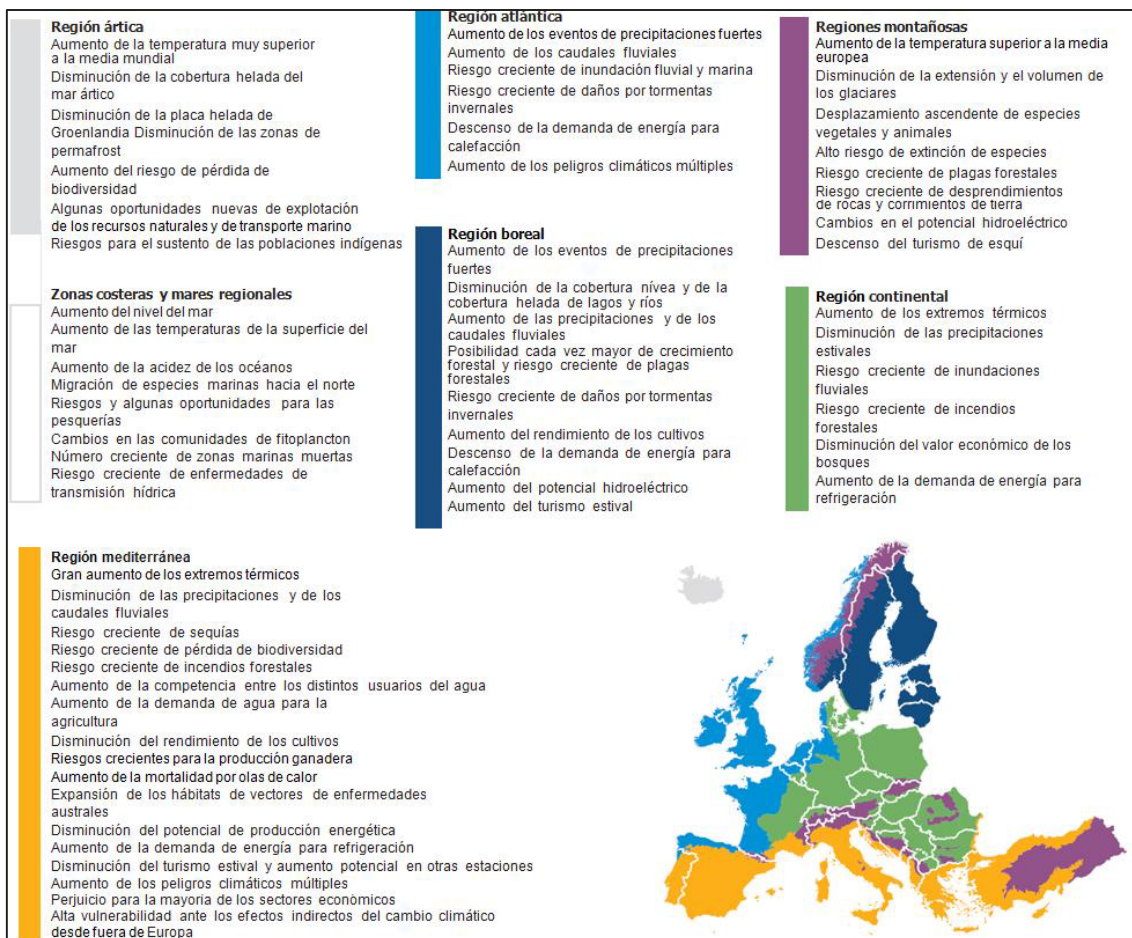 Región ártica
Aumento de la temperatura muy superior
a la media mundial
Disminución de la cobertura helada del
mar ártico
Disminución de la placa helada de
Groenlandia Disminución de las zonas de
permafrost
Aumento del riesgo de pérdida de
biodiversidad
Algunas oportunidades nuevas de explotación
de los recursos naturales y de transporte marino
Riesgos para el sustento de las poblaciones indígenas
Zonas costeras y mares regionales
Aumento del nivel del mar
Aumento de las temperaturas de la superficie del
mar
Aumento de la acidez de los océanos
Migración de especies marinas hacia el norte
Riesgos y algunas oportunidades para las
pesquerías
Cambios en las comunidades de fitoplancton
Número creciente de zonas marinas muertas
Riesgo creciente de enfermedades de
transmisión hídrica
Región atlántica
Aumento de los eventos de precipitaciones fuertes
Aumento de los caudales fluviales
Riesgo creciente de inundación fluvial y marina
Riesgo creciente de daños por tormentas
invernales
Descenso de la demanda de energía para
calefacción
Aumento de los peligros climáticos múltiples
Región boreal
Aumento de los eventos de precipitaciones
fuertes
Disminución de la cobertura nívea y de la
cobertura helada de lagos y ríos
Aumento de las precipitaciones y de los
caudales fluviales
Posibilidad cada vez mayor de crecimiento
forestal y riesgo creciente de plagas
forestales
Riesgo creciente de daños por tormentas
invernales
Aumento del rendimiento de los cultivos
Descenso de la demanda de energía para
calefacción
Aumento del potencial hidroeléctrico
Aumento del turismo estival
Regiones montañosas
Aumento de la temperatura superior a la media
europea
Disminución de la extensión y el volumen de
los glaciares
Desplazamiento ascendente de especies
vegetales y animales
Alto riesgo de extinción de especies
Riesgo creciente de plagas forestales
Riesgo creciente de desprendimientos
de rocas y corrimientos de tierra
Cambios en el potencial hidroeléctrico
Descenso del turismo de esquí
Región continental
Aumento de los extremos térmicos
Disminución de las precipitaciones
estivales
Riesgo creciente de inundaciones
fluviales
Riesgo creciente de incendios
forestales
Disminución del valor económico de los
bosques
Aumento de la demanda de energía para
refrigeración
Región mediterránea
Gran aumento de los extremos térmicos
Disminución de las precipitaciones y de los
caudales fluviales
Riesgo creciente de sequías
Riesgo creciente de pérdida de biodiversidad
Riesgo creciente de incendios forestales
Aumento de la competencia entre los distintos usuarios del agua
Aumento de la demanda de agua para la
agricultura
Disminución del rendimiento de los cultivos
Riesgos crecientes para la producción ganadera
Aumento de la mortalidad por olas de calor
Expansión de los hábitats de vectores de enfermedades
australes
Disminución del potencial de producción energética
Aumento de la demanda de energía para refrigeración
Disminución del turismo estival y aumento potencial en otras estaciones
Aumento de los peligros climáticos múltiples
Perjuicio para la mayoría de los sectores económicos
Alta vulnerabilidad ante los efectos indirectos del cambio climático
desde fuera de Europa